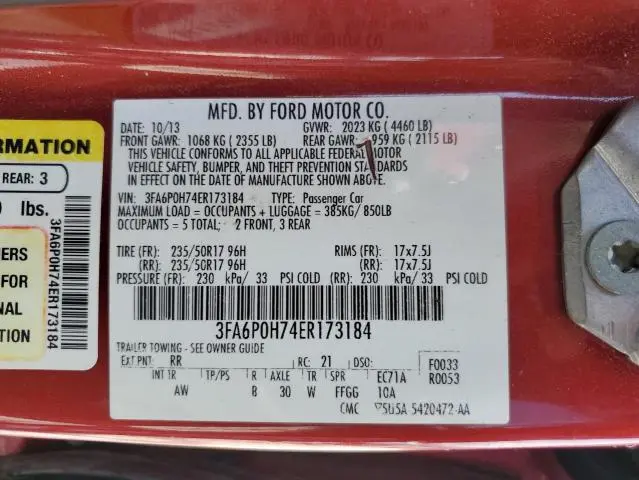 MFD. BY FORD MOTOR CO.
DATE: 10/13 GVWR: 2023 KG ( 4460 LB)
FRONT GAWR: 1068 KG ( 2355 LB) REAR GAWR: 959 KG ( 2115 LB)
THIS VEHICLE CONFORMS TO ALL APPLICABLE FEDERAL MOTOR
VEHICLE SAFETY, BUMPER, AND THEFT PREVENTION STANDARDS
IN EFFECT ON THE DATE OF MANUFACTURE SHOWN ABOVE.
VIN: 3FA6P0H74ER173184 TYPE: Passenger Car
MAXIMUM LOAD = OCCUPANTS + LUGGAGE = 385KG/ 850LB
OCCUPANTS = 5 TOTAL: 2 FRONT, 3 REAR
TIRE (FR): 235/50R17 96H RIMS (FR): 17x7.5J
(RR): 235/50R17 96H (RR): 17x7.5J
PRESSURE (FR): 230 kPa/ 33 PSI COLD (RR): 230 kPa/ 33 PSI COLD
3FA6P0H74ER173184
TRAILER TOWING - SEE OWNER GUIDE
EXT PNT: RR RC: 21 DSO: F0033
INT TR TP/PS R AXLE TR SPR EC71A R0053
AW B 30 W FFGG 10A
CMC 5U5A 5420472 AA
ORMATION
REAR: 3
0 lbs.
ERS
FOR
NAL
TION
3FA6P0H74ER173184